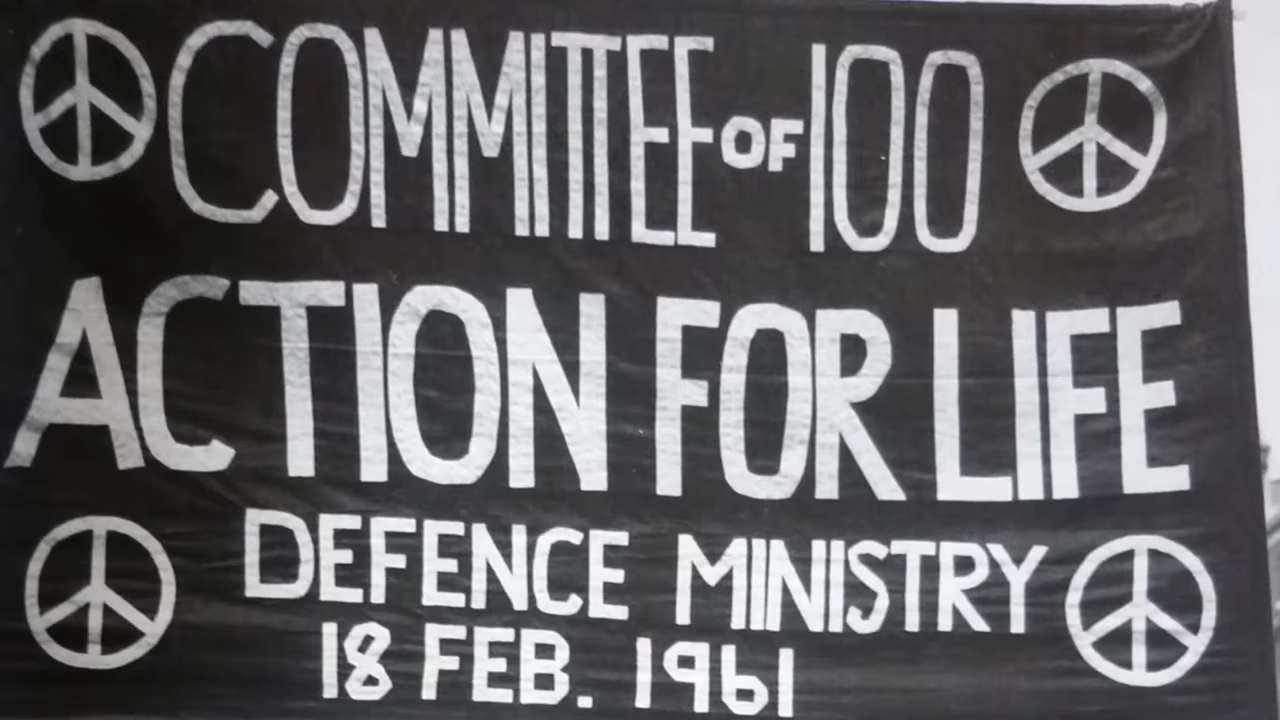 COMMITTEE OF 100
ACTION FOR LIFE
DEFENCE MINISTRY
18 FEB. 1961